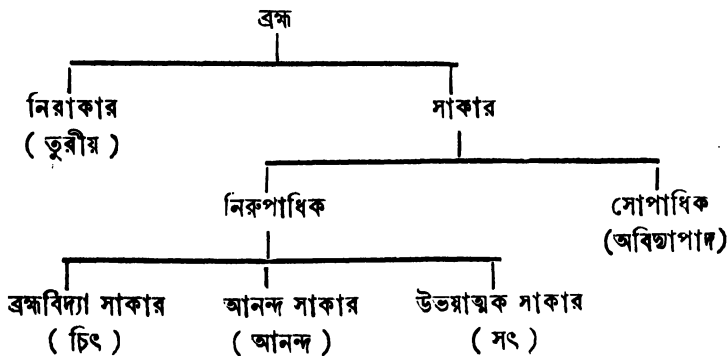 ব্রহ্ম
নিরাকার সাকার
( তুরীয় )
নিরুপাধিক সোপাধিক
(অবিদ্যাপাদ)
ব্রহ্মবিদ্যা সাকার আনন্দ সাকার উভয়াত্মক সাকার
( চিৎ ) ( আনন্দ ) ( সৎ )